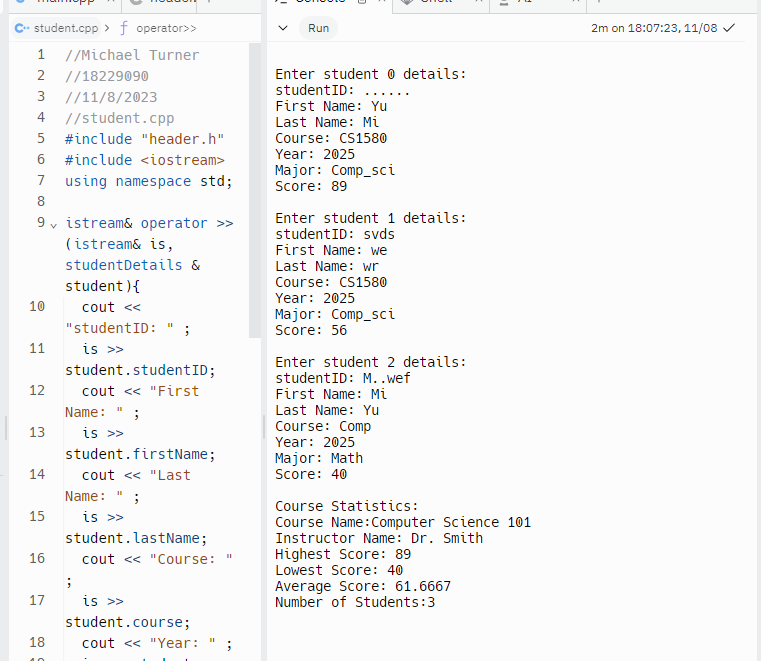 main.cpp
header.
Console
Shell
AI
student.cpp > operator>>
Run
2m on 18:07:23, 11/08
1 //Michael Turner
2 //18229090
3 //11/8/2023
4 //student.cpp
5 #include "header.h"
6 #include <iostream>
7 using namespace std;
8
9 istream& operator >>
(istream& is,
studentDetails &
student){
10 cout <<
"studentID: " ;
11 is >>
student.studentID;
12 cout << "First
Name: " ;
13 is >>
student.firstName;
14 cout << "Last
Name: " ;
15 is >>
student.lastName;
16 cout << "Course: "
;
17 is >>
student.course;
18 cout << "Year: " ;
Enter student 0 details:
studentID: ......
First Name: Yu
Last Name: Mi
Course: CS1580
Year: 2025
Major: Comp_sci
Score: 89
Enter student 1 details:
studentID: svds
First Name: we
Last Name: wr
Course: CS1580
Year: 2025
Major: Comp_sci
Score: 56
Enter student 2 details:
studentID: M..wef
First Name: Mi
Last Name: Yu
Course: Comp
Year: 2025
Major: Math
Score: 40
Course Statistics:
Course Name:Computer Science 101
Instructor Name: Dr. Smith
Highest Score: 89
Lowest Score: 40
Average Score: 61.6667
Number of Students:3